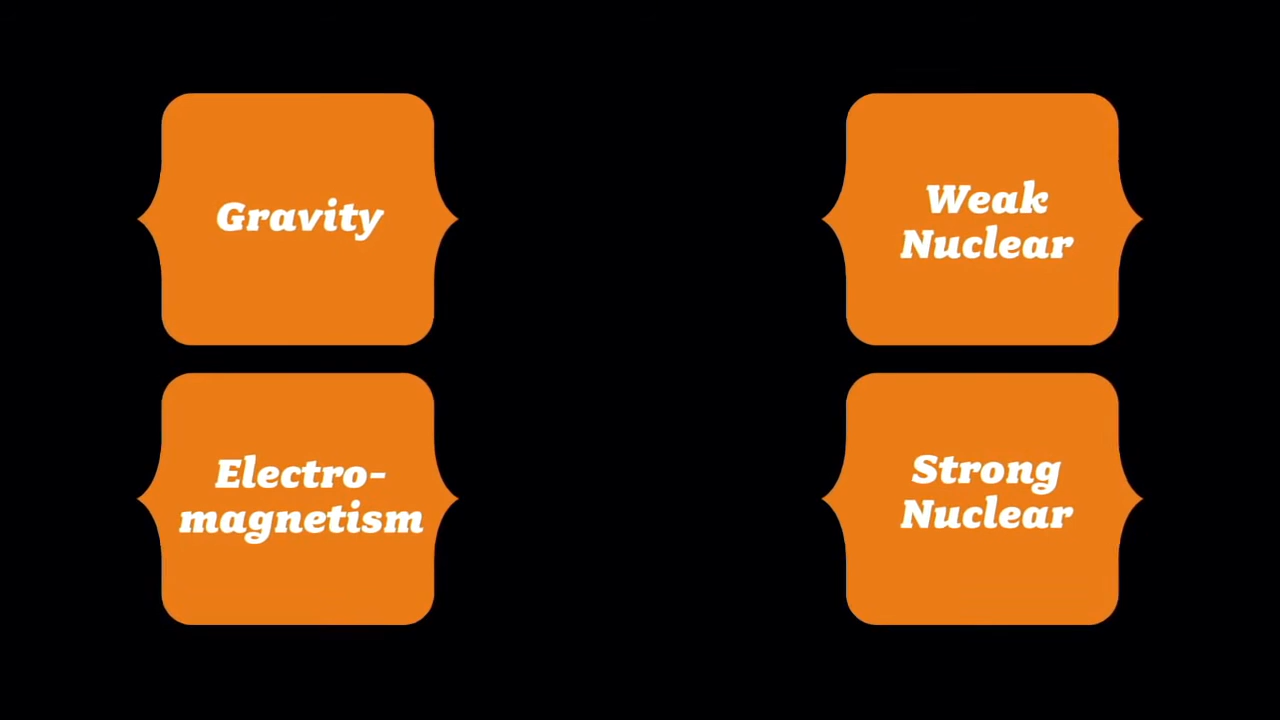 Gravity
Weak
Nuclear
Electro-
magnetism
Strong
Nuclear